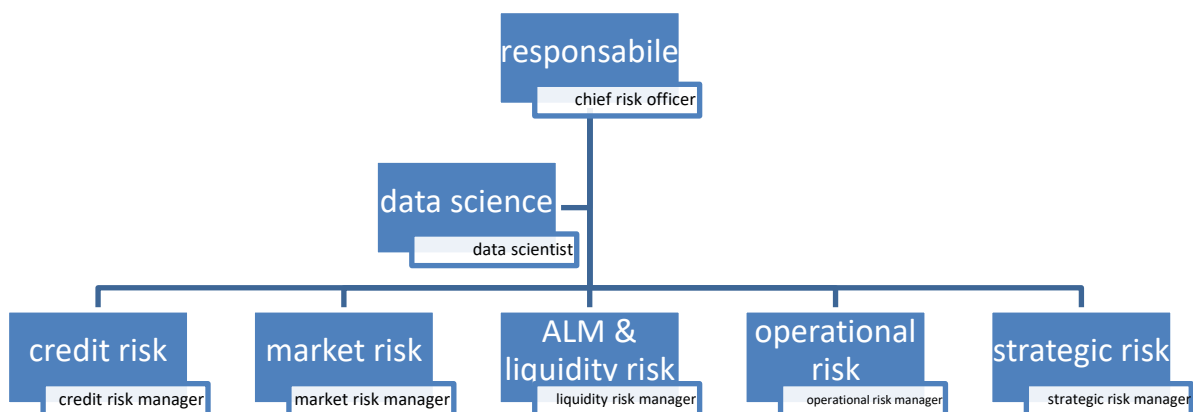 responsabile
chief risk officer
data science
data scientist
credit risk
credit risk manager
market risk
market risk manager
ALM &
liquidity risk
liquidity risk manager
operational
risk
operational risk manager
strategic risk
strategic risk manager